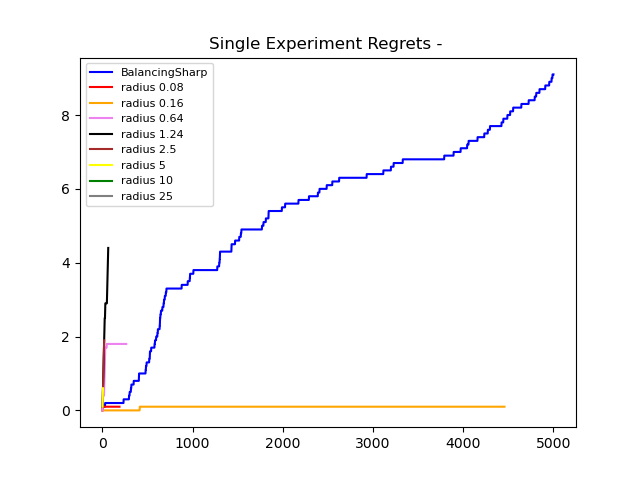 Single Experiment Regrets -
BalancingSharp
radius 0.08
radius 0.16
radius 0.64
radius 1.24
radius 2.5
radius 5
radius 10
radius 25
8
6
4
2
0
0 1000 2000 3000 4000 5000